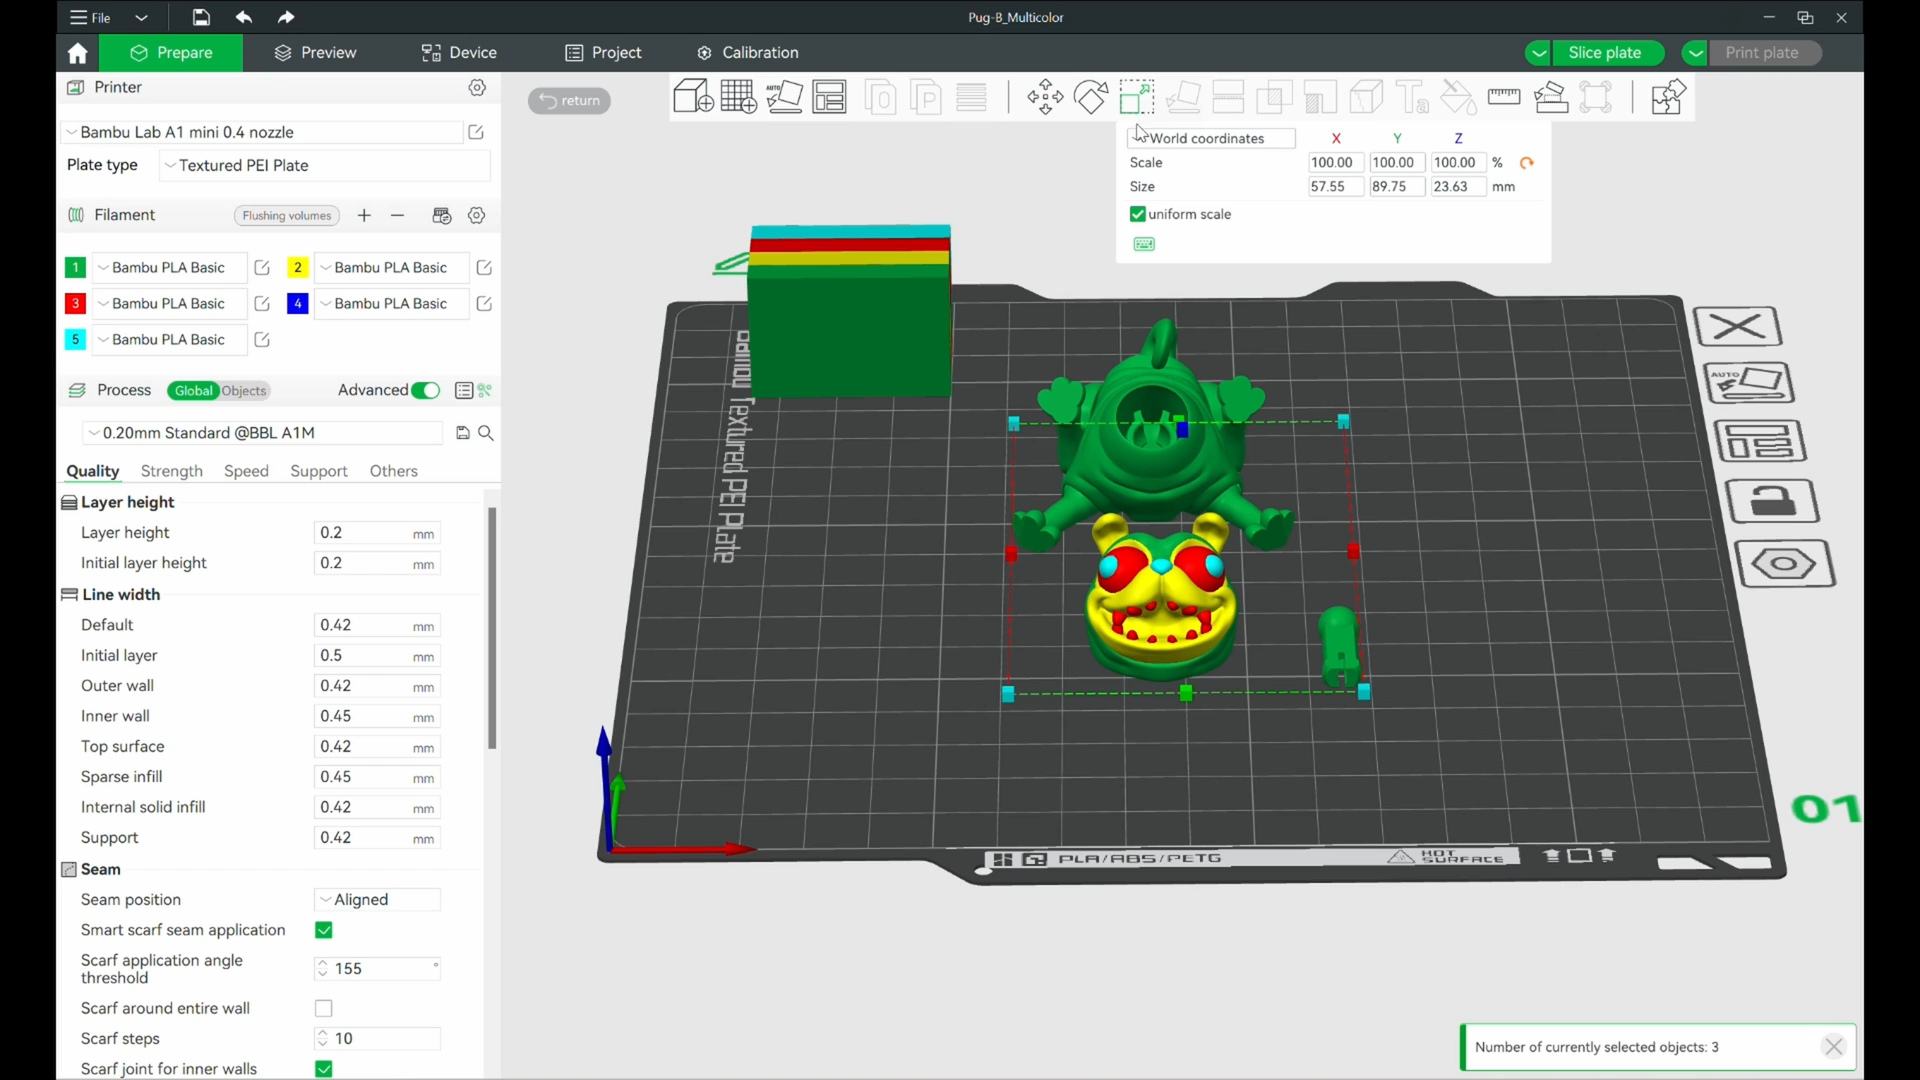 File
Pug-B_Multicolor
Prepare
Preview
Device
Project
Calibration
Slice plate
Print plate
Printer
return
Bambu Lab A1 mini 0.4 nozzle
Plate type
Textured PEI Plate
World coordinates
X Y Z
Scale 100.00 100.00 100.00 %
Size 57.55 89.75 23.63 mm
uniform scale
Filament
Flushing volumes
1 Bambu PLA Basic
2 Bambu PLA Basic
3 Bambu PLA Basic
4 Bambu PLA Basic
5 Bambu PLA Basic
Process
Global Objects
Advanced
0.20mm Standard @BBL A1M
Quality Strength Speed Support Others
Layer height
Layer height 0.2 mm
Initial layer height 0.2 mm
Line width
Default 0.42 mm
Initial layer 0.5 mm
Outer wall 0.42 mm
Inner wall 0.45 mm
Top surface 0.42 mm
Sparse infill 0.45 mm
Internal solid infill 0.42 mm
Support 0.42 mm
Seam
Seam position Aligned
Smart scarf seam application
Scarf application angle
threshold
155 °
Scarf around entire wall
Scarf steps 10
Scarf joint for inner walls
AUTO
Bambu Textured PEI Plate
AUTO
01
PLA/ABS/PETG
HOT
SURFACE
Number of currently selected objects: 3